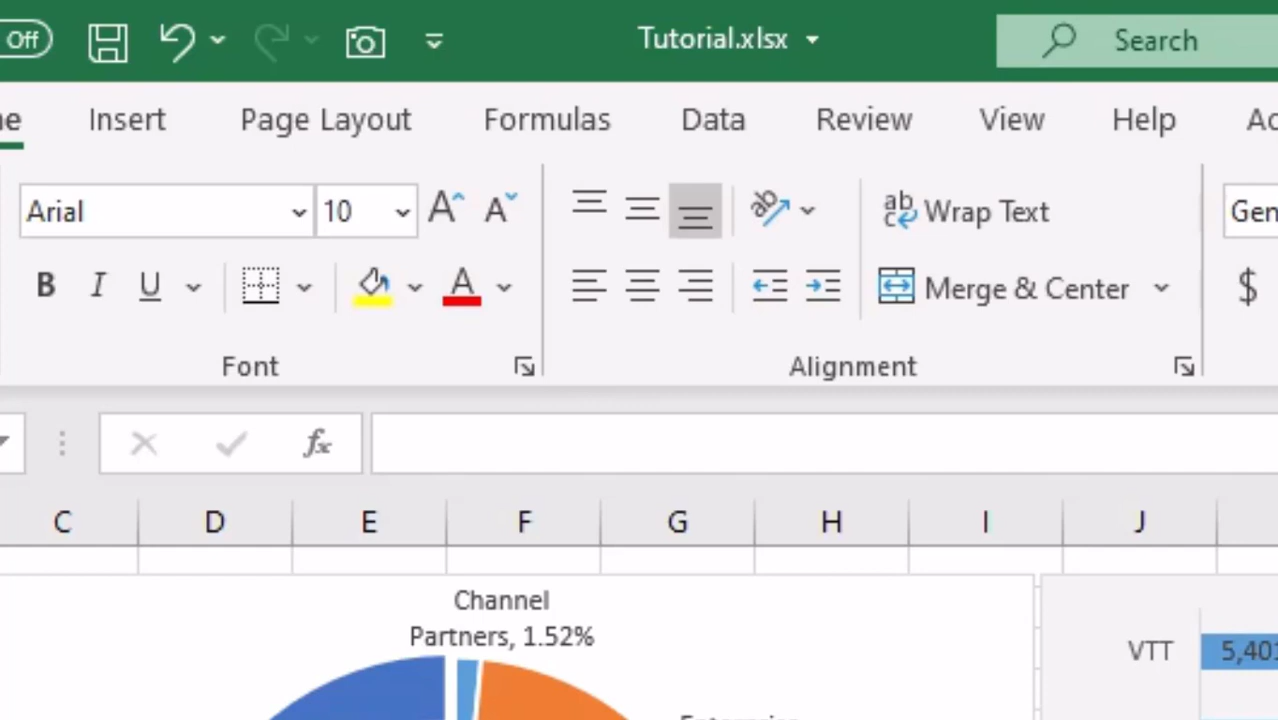 Off
Tutorial.xlsx
Search
Insert Page Layout Formulas Data Review View Help
Arial 10 A A ab Wrap Text
B I U A Merge & Center $
Font Alignment
fx
C D E F G H I J
Channel
Partners, 1.52%
VTT